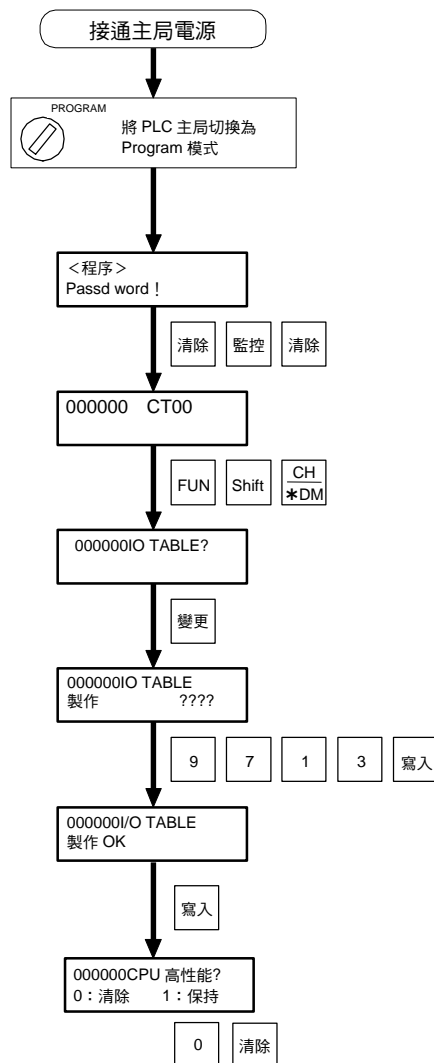 接通主局電源
PROGRAM
將 PLC 主局切換為
Program 模式
＜程序＞
Passd word！
清除 監控 清除
000000 CT00
FUN Shift CH
✱DM
000000IO TABLE?
變更
000000IO TABLE
製作 ????
9 7 1 3 寫入
000000I/O TABLE
製作 OK
寫入
000000CPU 高性能?
0：清除 1：保持
0 清除